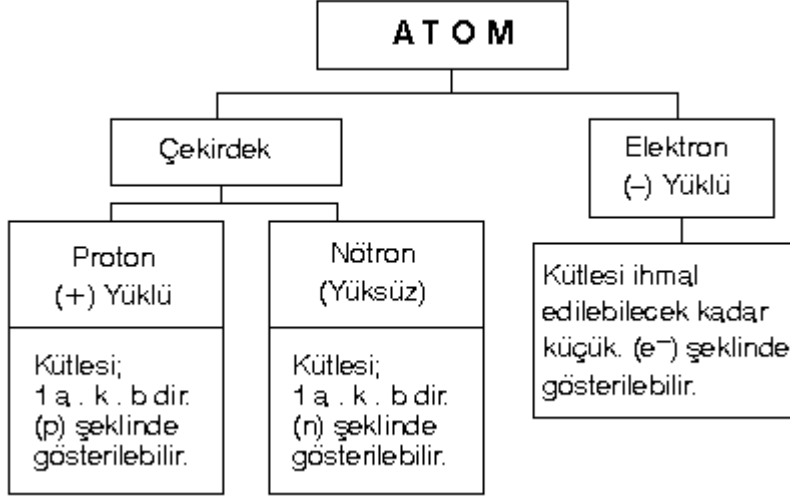 ATOM
Çekirdek
Elektron
(–) Yüklü
Proton
(+) Yüklü
Nötron
(Yüksüz)
Kütlesi ihmal
edilebilecek kadar
küçük. (e⁻) şeklinde
gösterilebilir.
Kütlesi;
1 a . k . b dir.
(p) şeklinde
gösterilebilir.
Kütlesi;
1 a . k . b dir.
(n) şeklinde
gösterilebilir.